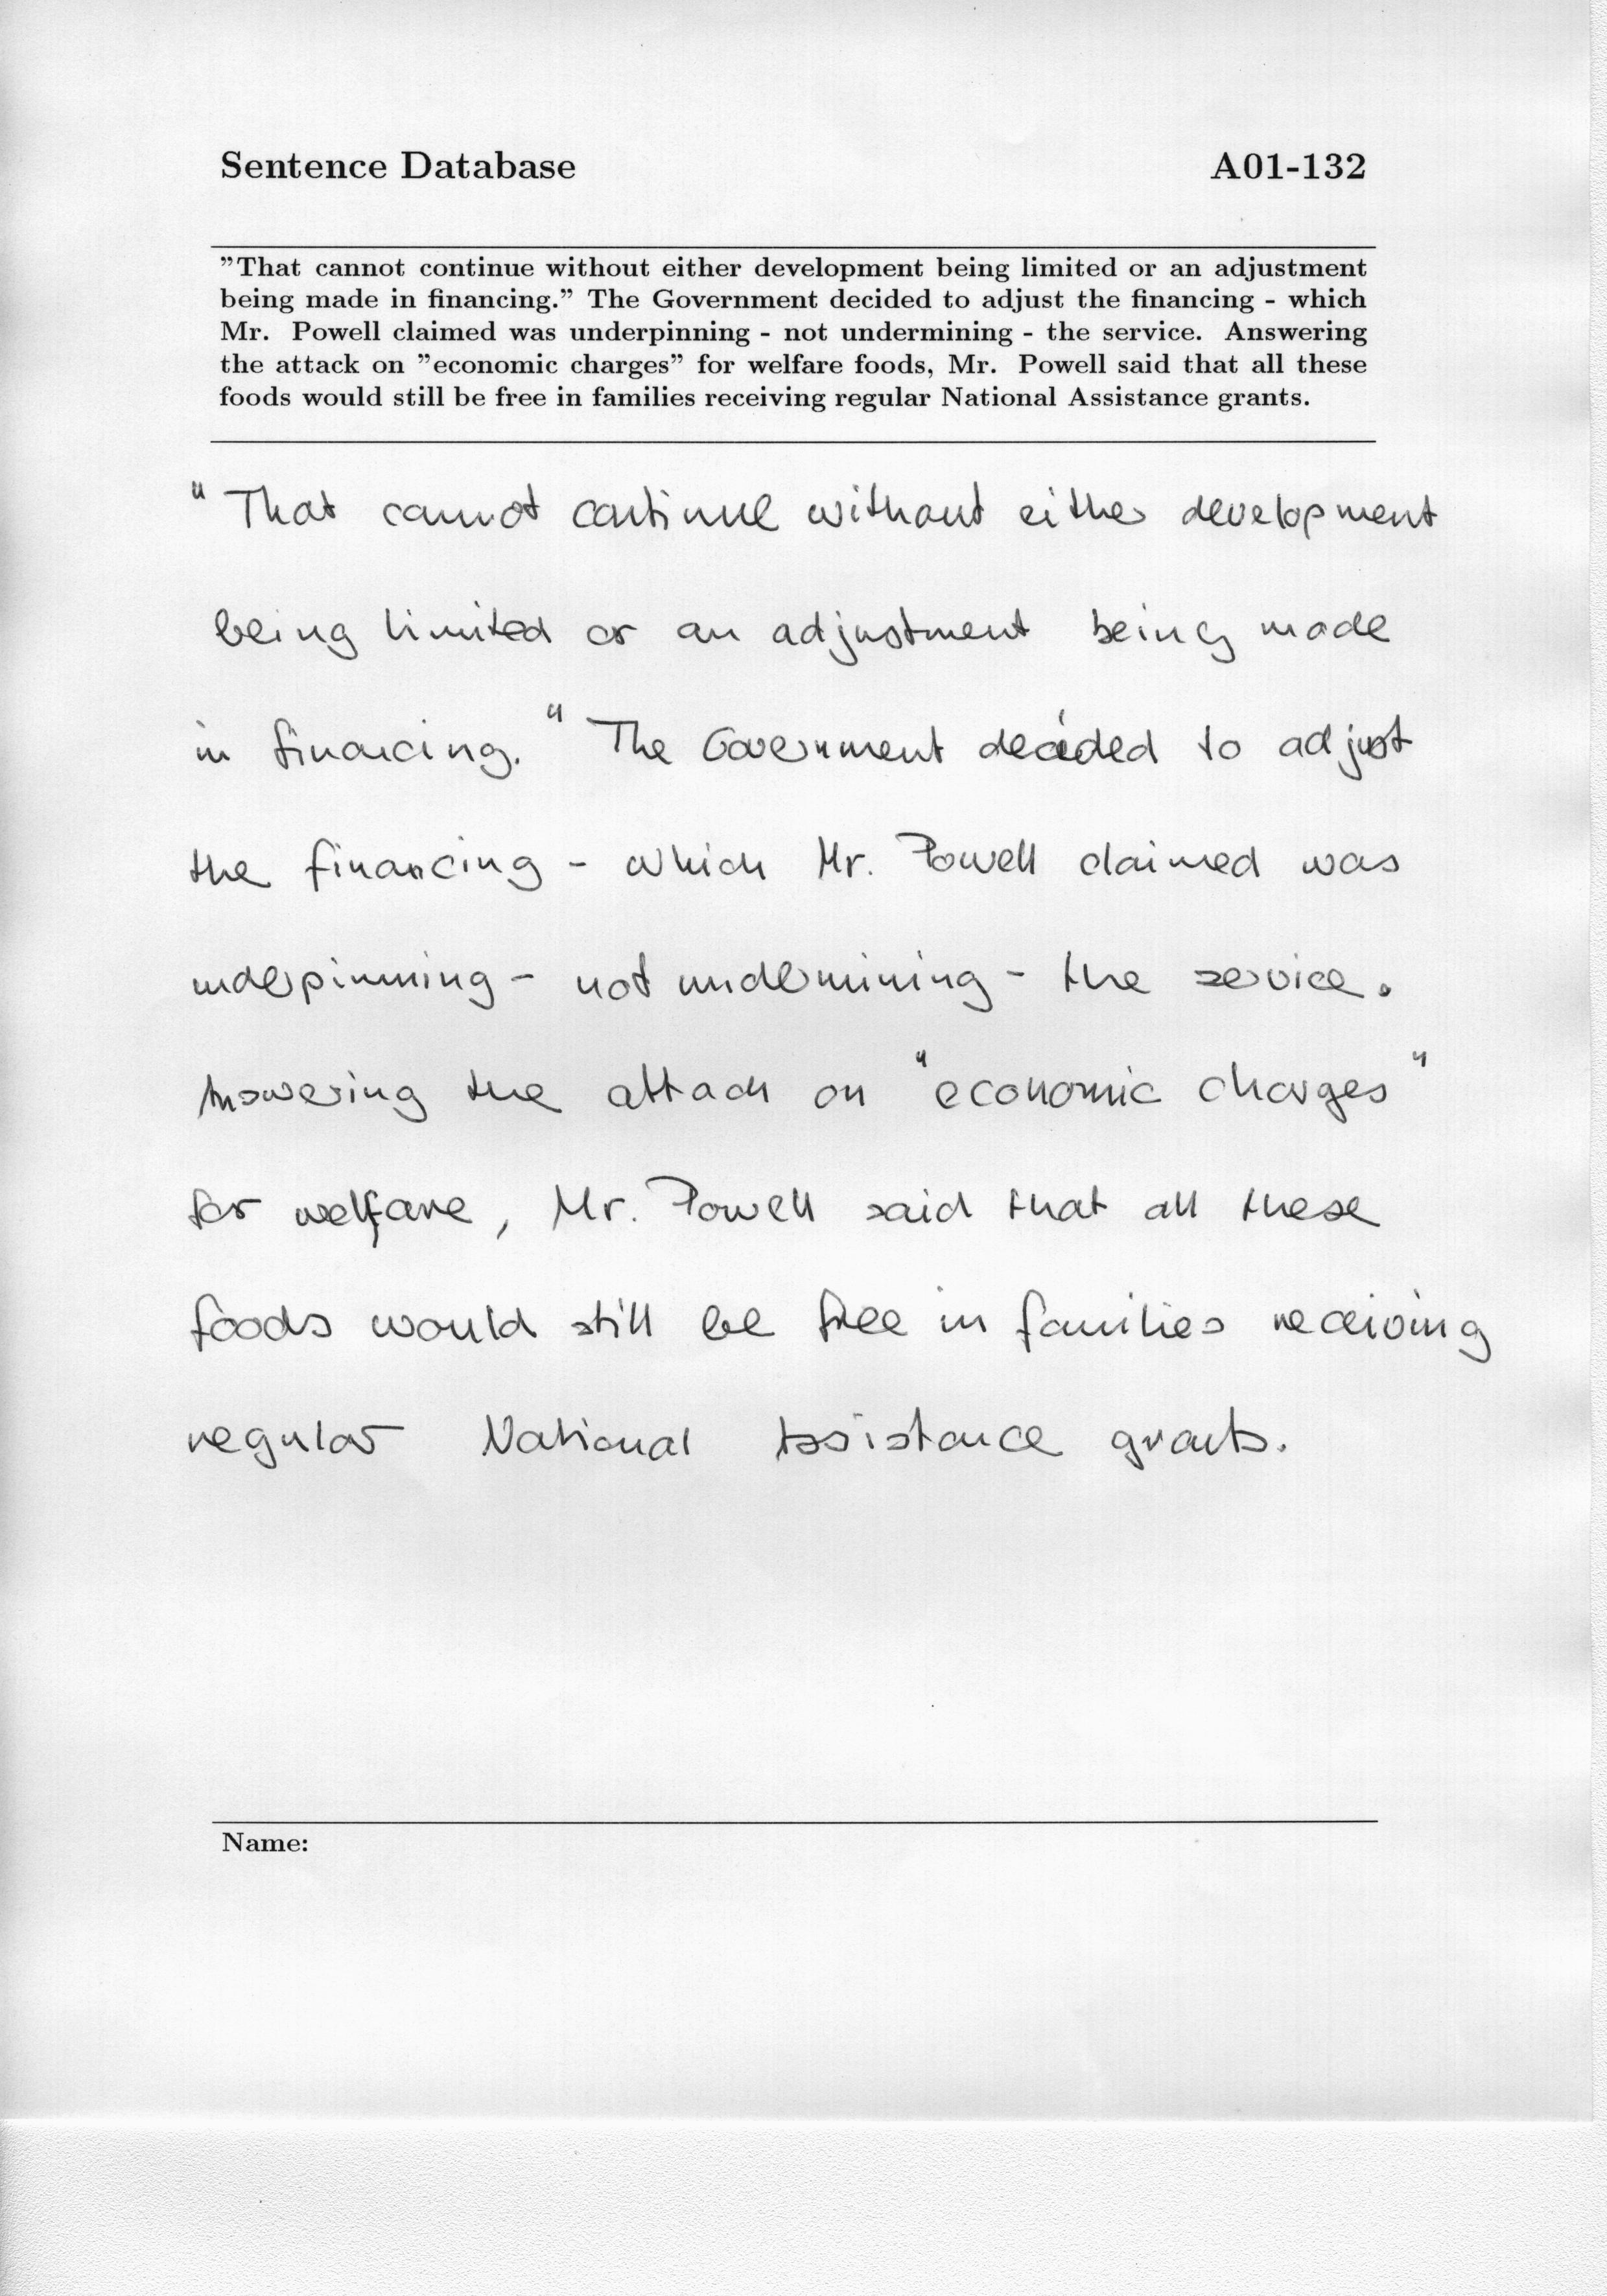 Sentence Database A01-132
”That cannot continue without either development being limited or an adjustment
being made in financing.” The Government decided to adjust the financing - which
Mr. Powell claimed was underpinning - not undermining - the service. Answering
the attack on ”economic charges” for welfare foods, Mr. Powell said that all these
foods would still be free in families receiving regular National Assistance grants.
" That cannot continue without either development
being limited or an adjustment being made
in financing. " The Government decided to adjust
the financing - which Mr. Powell claimed was
underpinning - not undermining - the service.
Answering the attack on "economic charges"
for welfare, Mr. Powell said that all these
foods would still be free in families receiving
regular National Assistance grants.
Name: